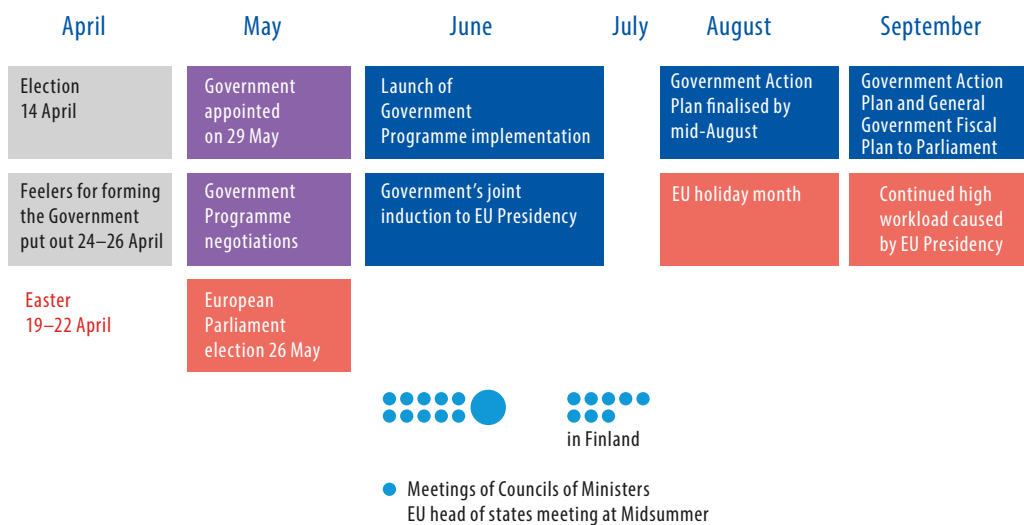 April
May
June
July
August
September
Election
14 April
Government
appointed
on 29 May
Launch of
Government
Programme implementation
Government Action
Plan finalised by
mid-August
Government Action
Plan and General
Government Fiscal
Plan to Parliament
Feelers for forming
the Government
put out 24–26 April
Government
Programme
negotiations
Government’s joint
induction to EU Presidency
EU holiday month
Continued high
workload caused
by EU Presidency
Easter
19–22 April
European
Parliament
election 26 May
in Finland
Meetings of Councils of Ministers
EU head of states meeting at Midsummer